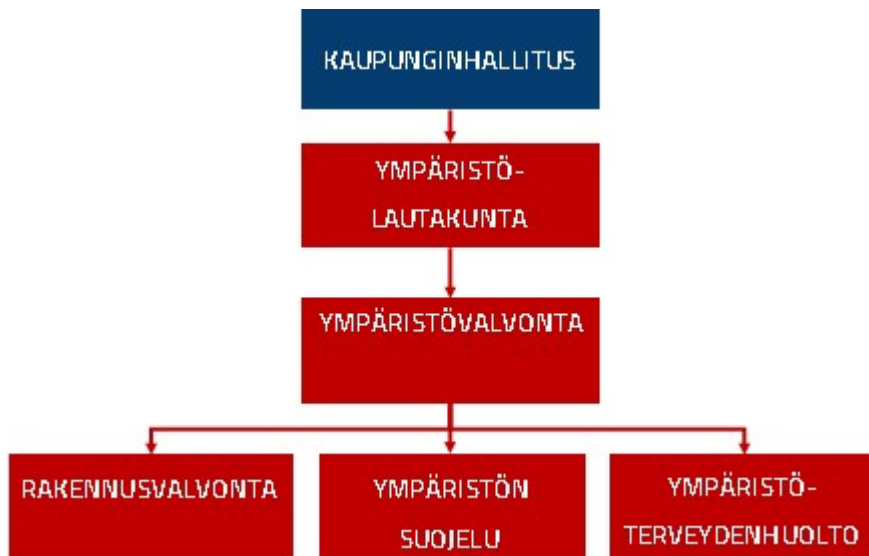 KAUPUNGINHALLITUS
YMPÄRISTÖ-
LAUTAKUNTA
YMPÄRISTÖVALVONTA
RAKENNUSVALVONTA
YMPÄRISTÖN
SUOJELU
YMPÄRISTÖ-
TERVEYDENHUOLTO